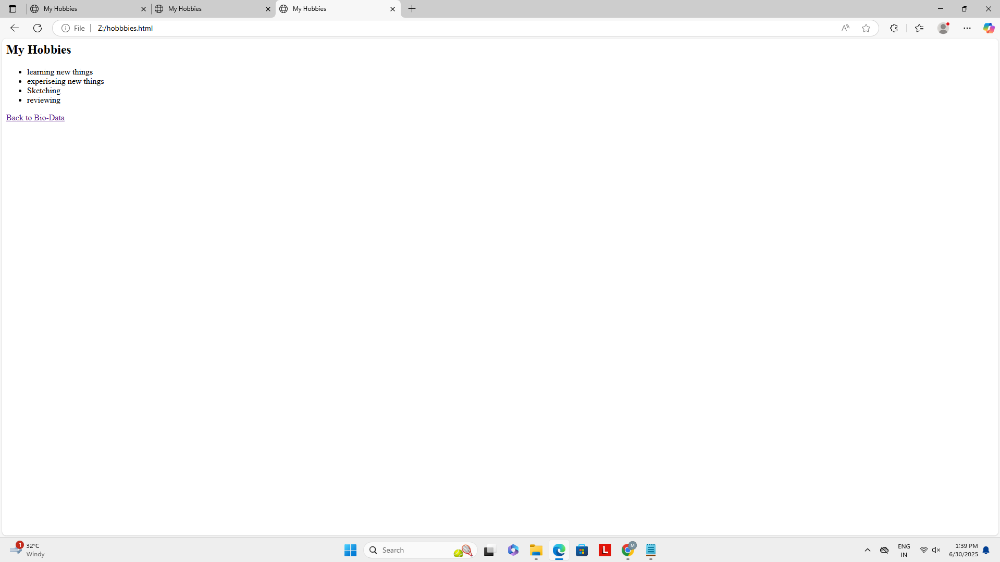 My Hobbies
My Hobbies
My Hobbies
File
Z:/hobbbies.html
My Hobbies
learning new things
experiseing new things
Sketching
reviewing
Back to Bio-Data
1
32°C
Windy
Search
L
M
ENG
IN
1:39 PM
6/30/2025